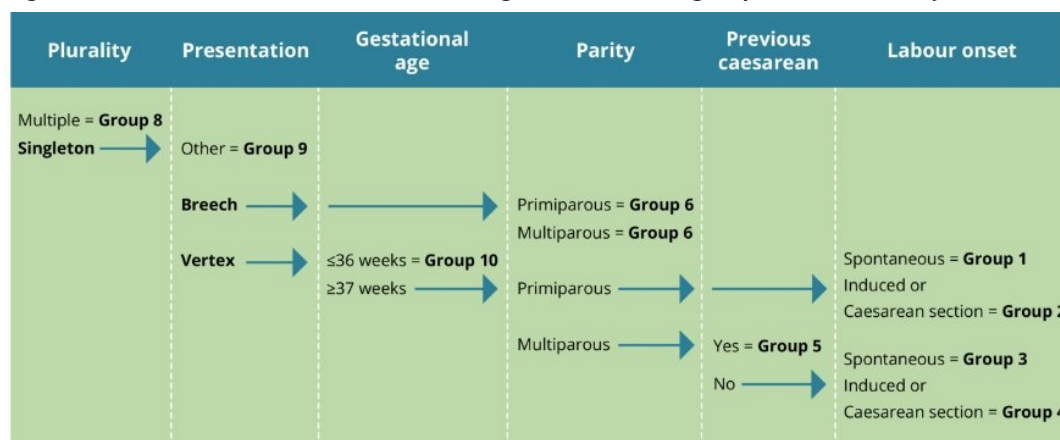 Plurality
Presentation
Gestational
age
Parity
Previous
caesarean
Labour onset
Multiple = Group 8
Singleton
Other = Group 9
Breech
Vertex
≤36 weeks = Group 10
≥37 weeks
Primiparous = Group 6
Multiparous = Group 6
Primiparous
Multiparous
Yes = Group 5
No
Spontaneous = Group 1
Induced or
Caesarean section = Group 2
Spontaneous = Group 3
Induced or
Caesarean section = Group 4